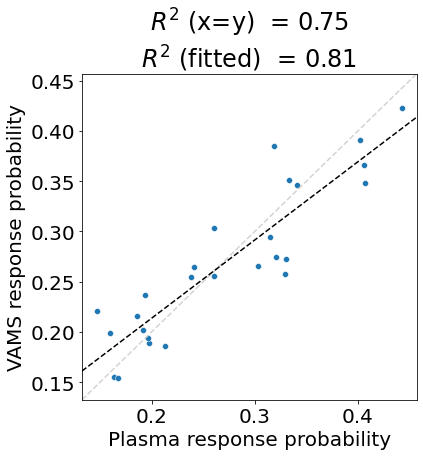 R² (x=y) = 0.75
R² (fitted) = 0.81
0.45
0.40
0.35
0.30
0.25
0.20
0.15
VAMS response probability
0.2 0.3 0.4
Plasma response probability